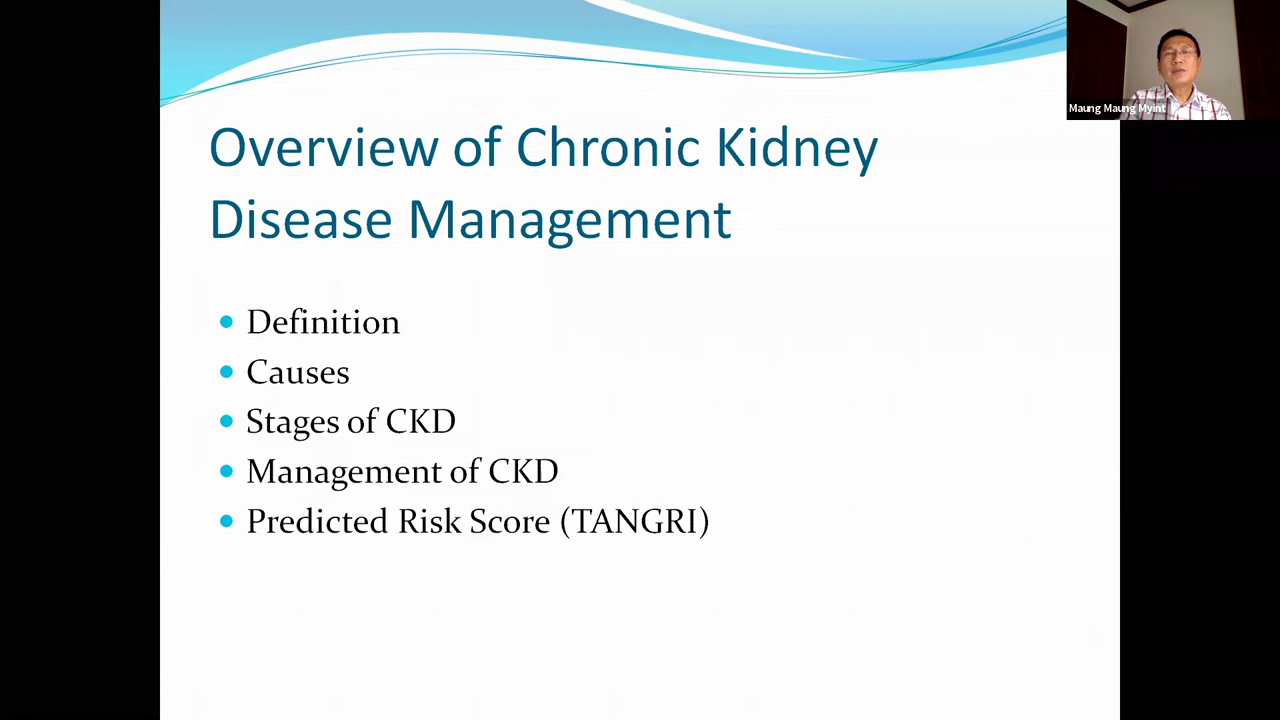 Maung Maung Myint
Overview of Chronic Kidney
Disease Management
Definition
Causes
Stages of CKD
Management of CKD
Predicted Risk Score (TANGRI)